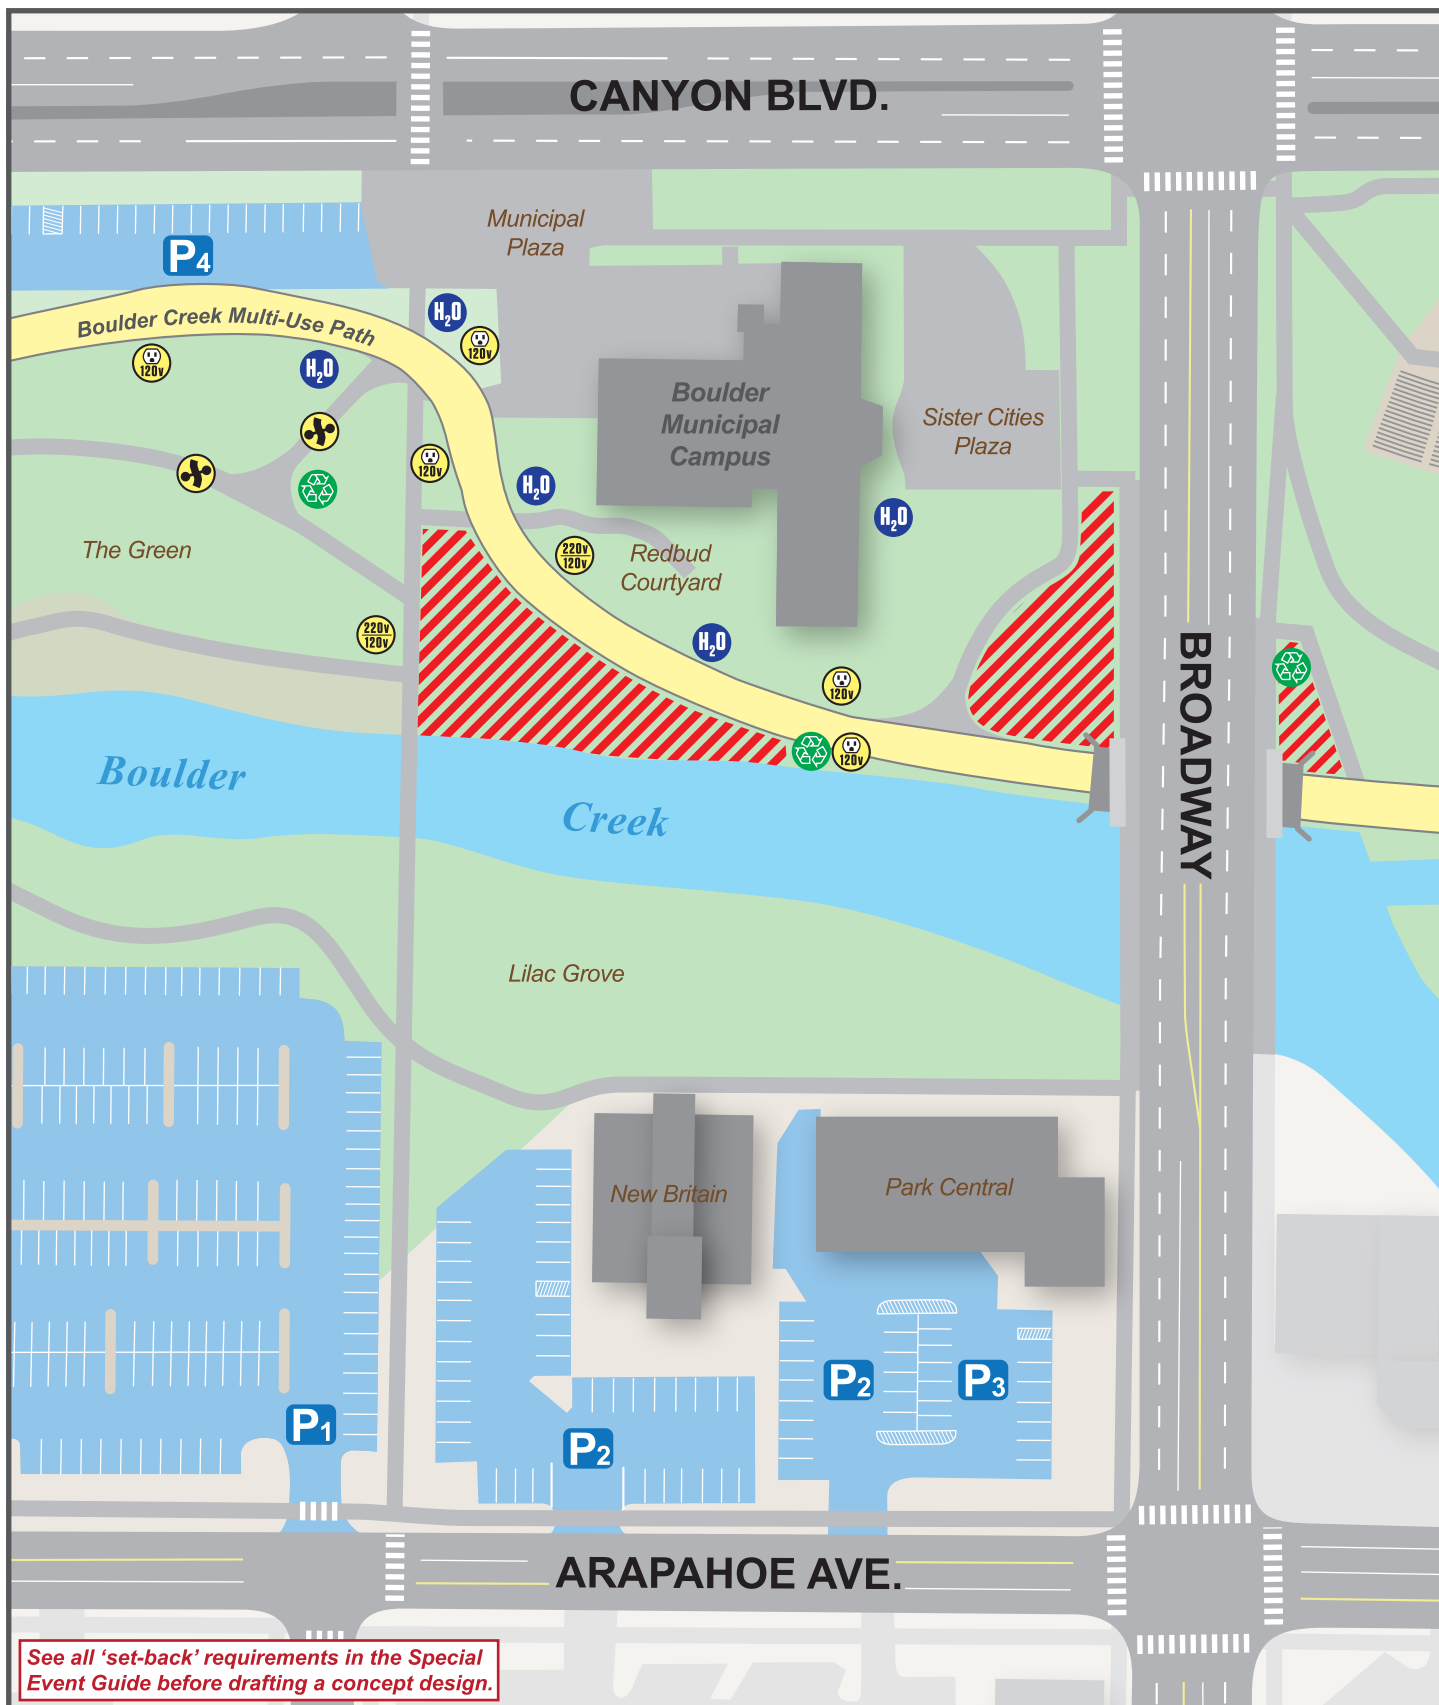 CANYON BLVD.
Municipal
Plaza
P4
Boulder Creek Multi-Use Path
H2O
120v
120v
H2O
Boulder
Municipal
Campus
Sister Cities
Plaza
120v
H2O
H2O
The Green
220v
120v
Redbud
Courtyard
220v
120v
H2O
120v
120v
BROADWAY
Boulder
Creek
Lilac Grove
New Britain
Park Central
P1
P2
P2
P3
ARAPAHOE AVE.
See all ‘set-back’ requirements in the Special
Event Guide before drafting a concept design.